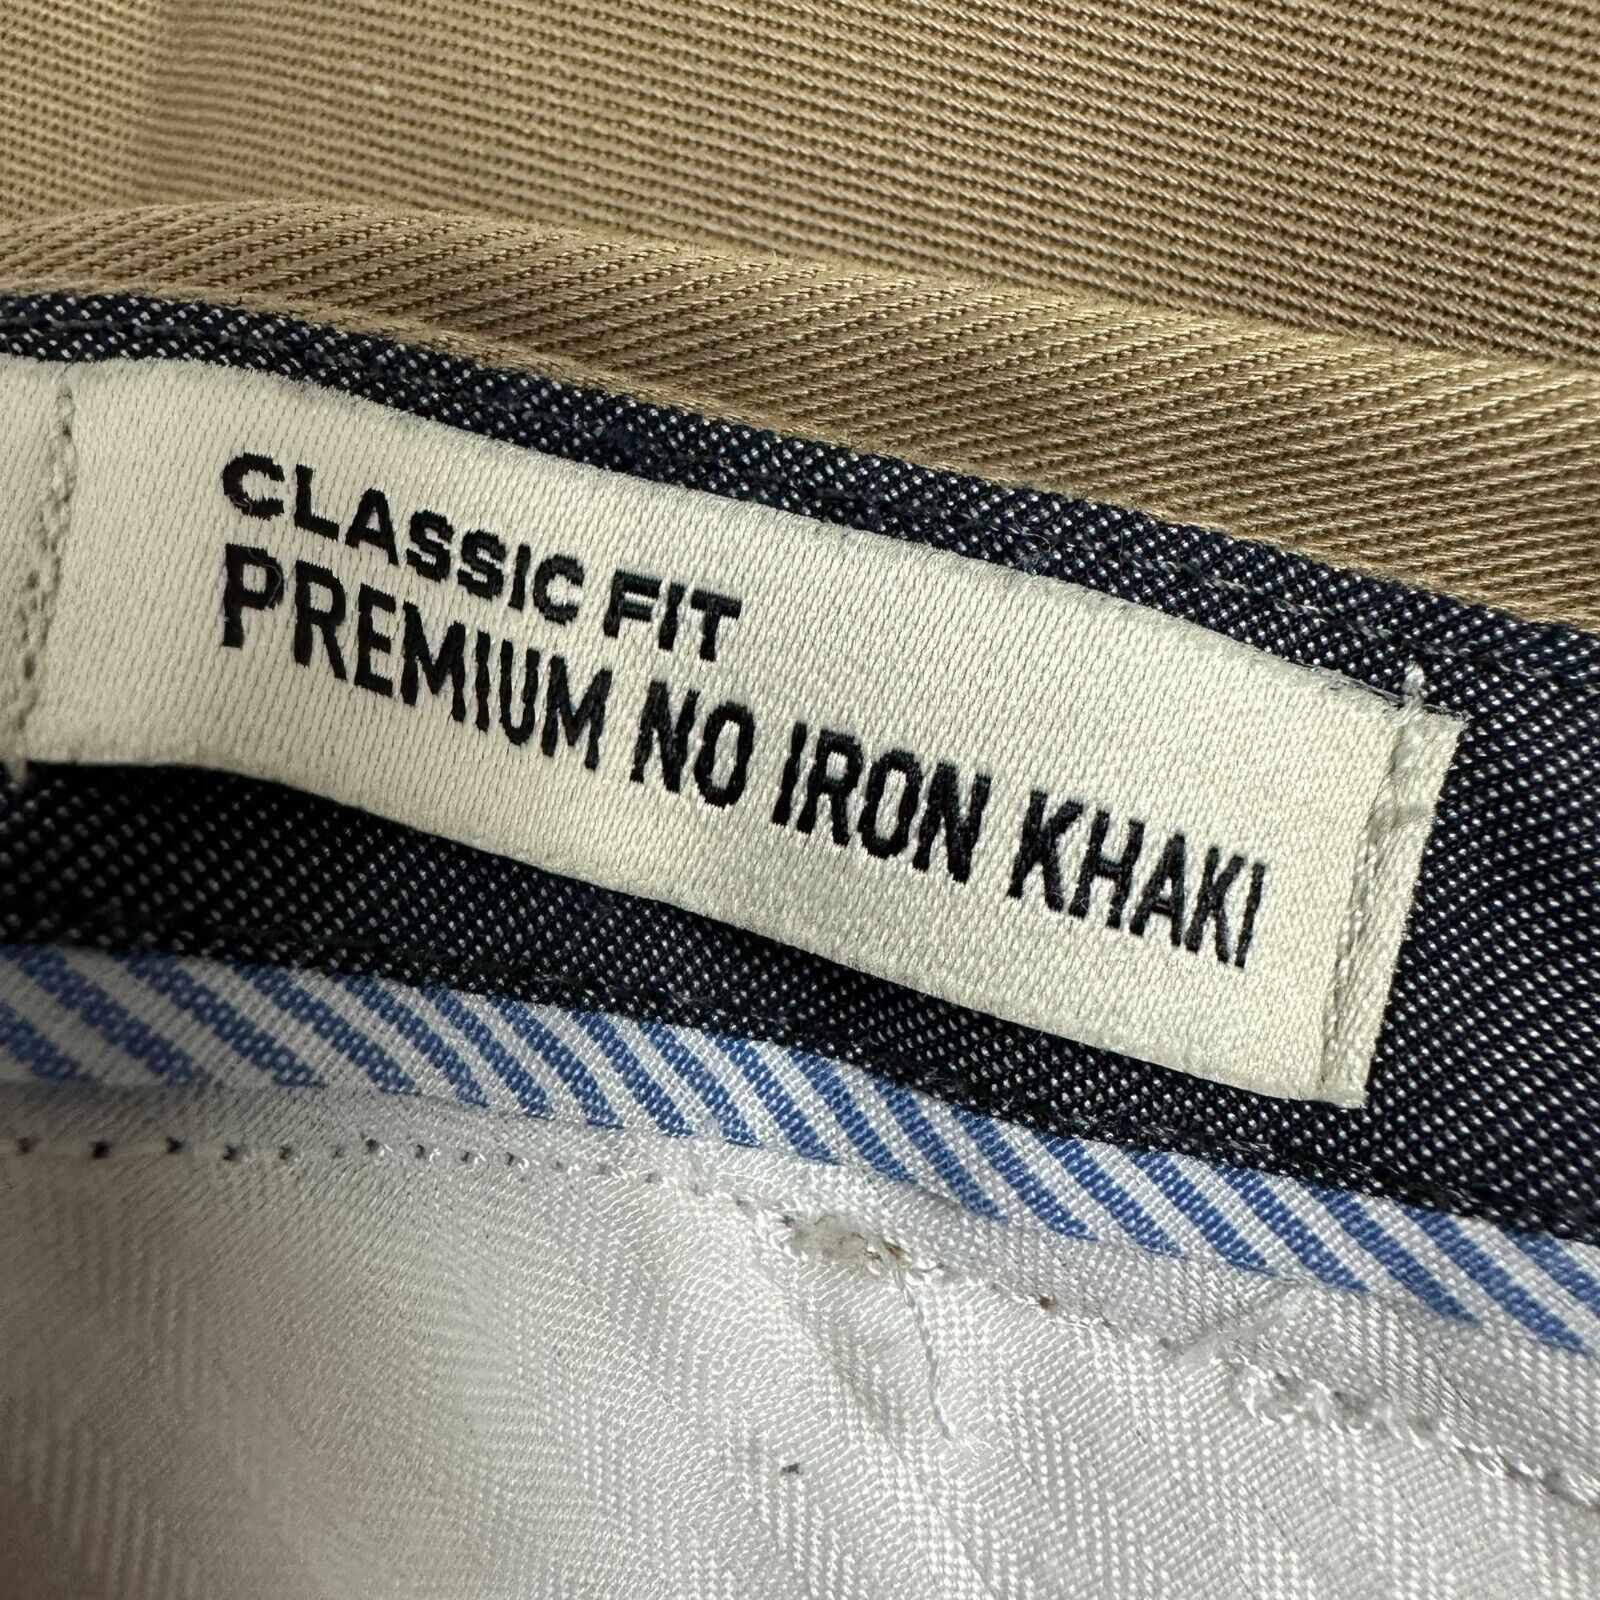 CLASSIC FIT
PREMIUM NO IRON KHAKI